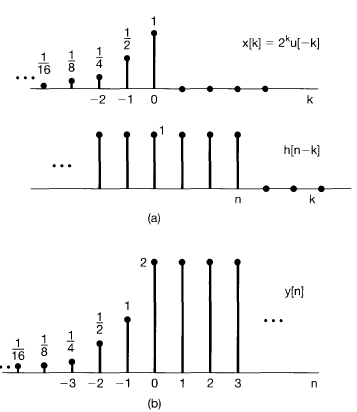 1
1/2
1/4
1/8
1/16
...
x[k] = 2ᵏu[−k]
−2 −1 0 k
1
h[n−k]
...
n k
(a)
2
y[n]
1
1/2
1/4
1/8
1/16
...
...
−3 −2 −1 0 1 2 3 n
(b)